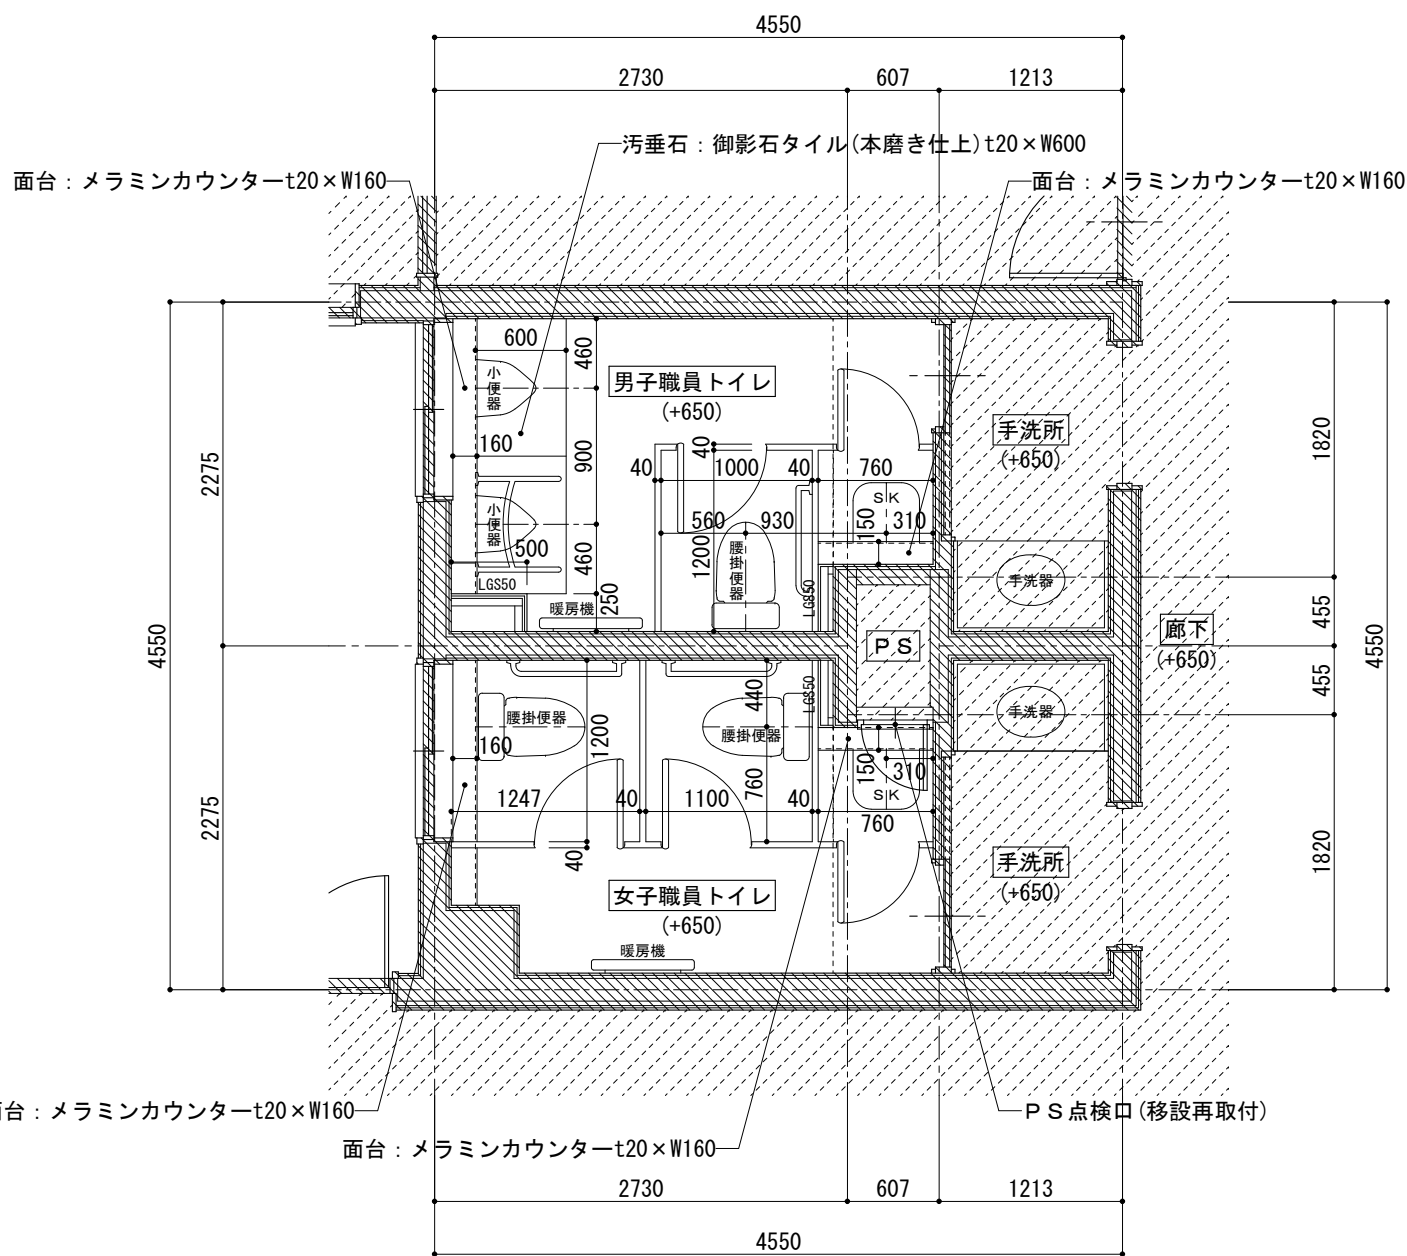 4550
2730 607 1213
汚垂石：御影石タイル(本磨き仕上)t20×W600
面台：メラミンカウンターt20×W160
面台：メラミンカウンターt20×W160
600
460
小便器
男子職員トイレ
(+650)
手洗所
(+650)
1820
2275
160
900
40
40
1000
40
760
SK
小便器
560
930
150
310
500
460
1200
腰掛便器
LGS50
250
暖房機
LGS50
手洗器
455
4550
PS
廊下
(+650)
4550
腰掛便器
160
1200
440
腰掛便器
LGS50
手洗器
455
760
150
310
SK
1247
40
1100
40
760
2275
40
女子職員トイレ
(+650)
手洗所
(+650)
1820
暖房機
台：メラミンカウンターt20×W160
PS点検口(移設再取付)
面台：メラミンカウンターt20×W160
2730 607 1213
4550